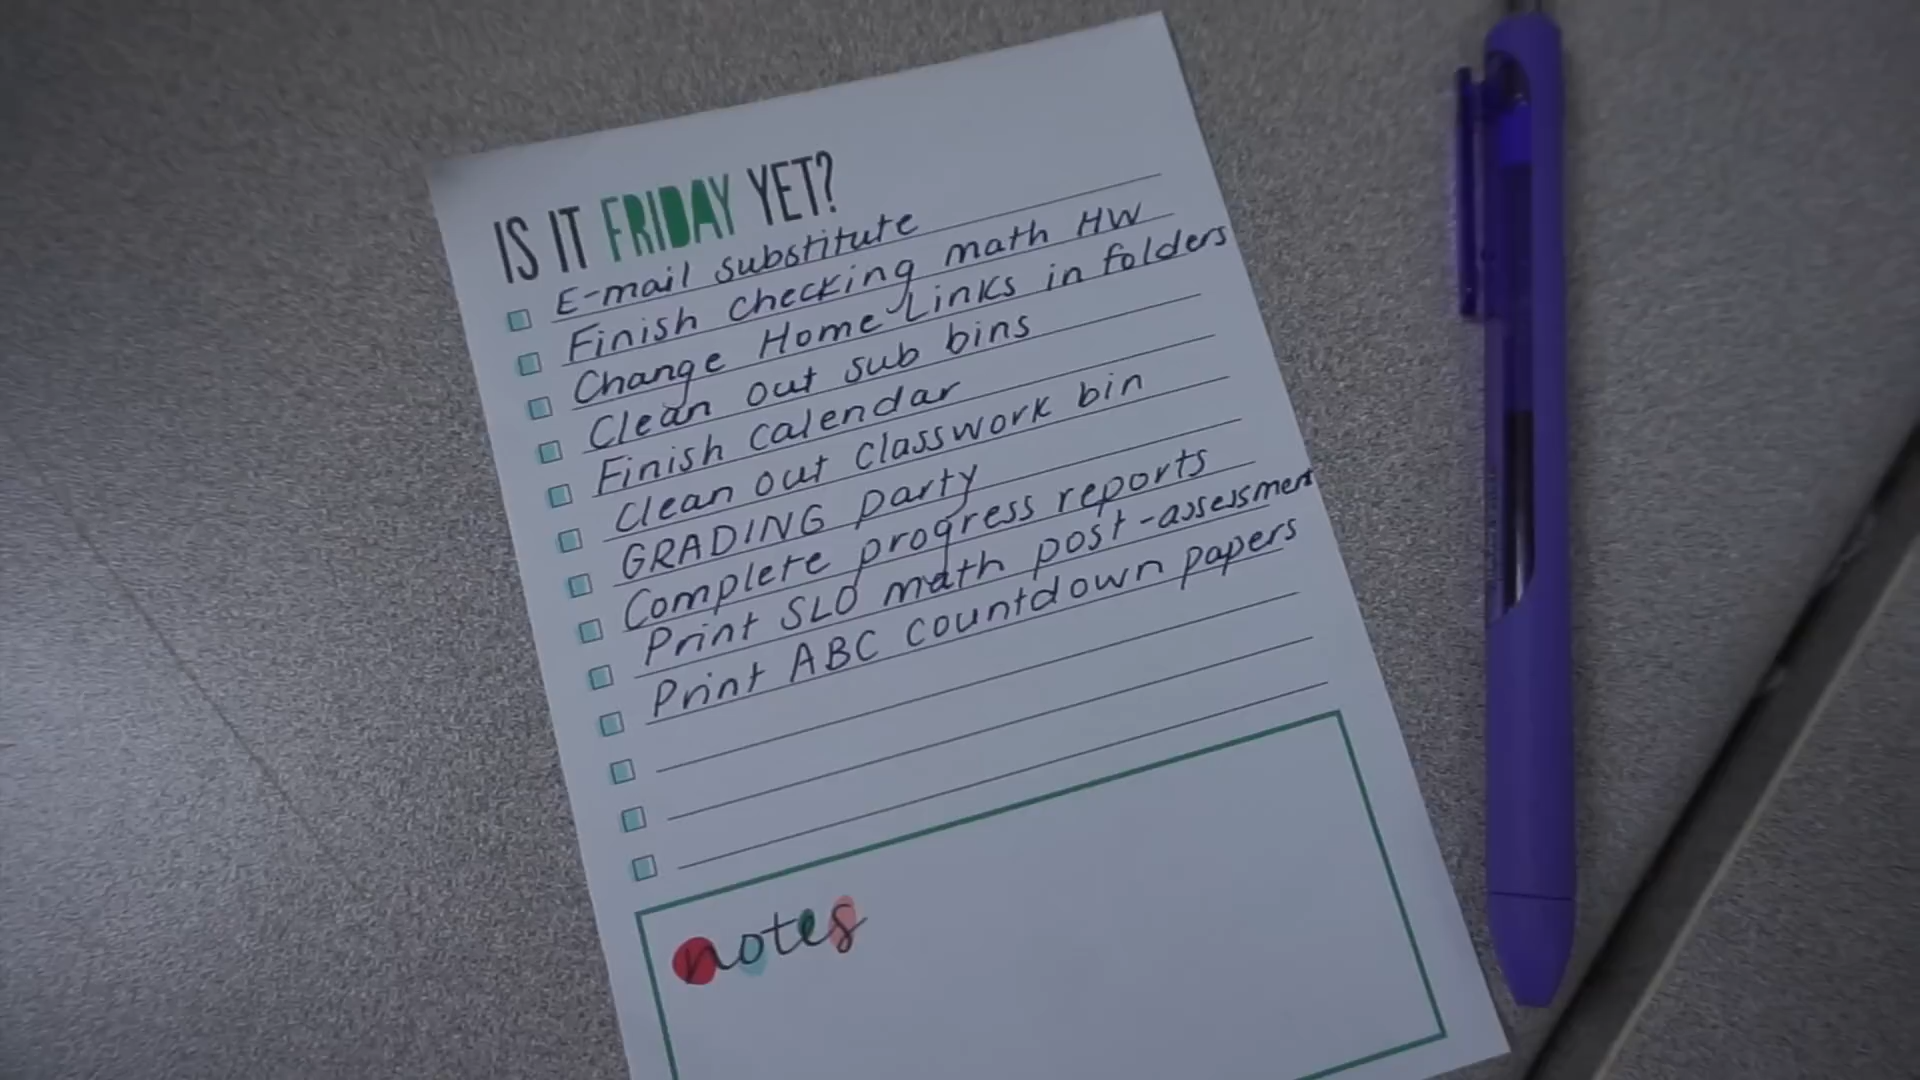 IS IT FRIDAY YET?
E-mail substitute
Finish checking math HW
Change Home Links in folders
Clean out sub bins
Finish calendar
Clean out classwork bin
GRADING party
Complete progress reports
Print SLO math post-assessment
Print ABC countdown papers
notes